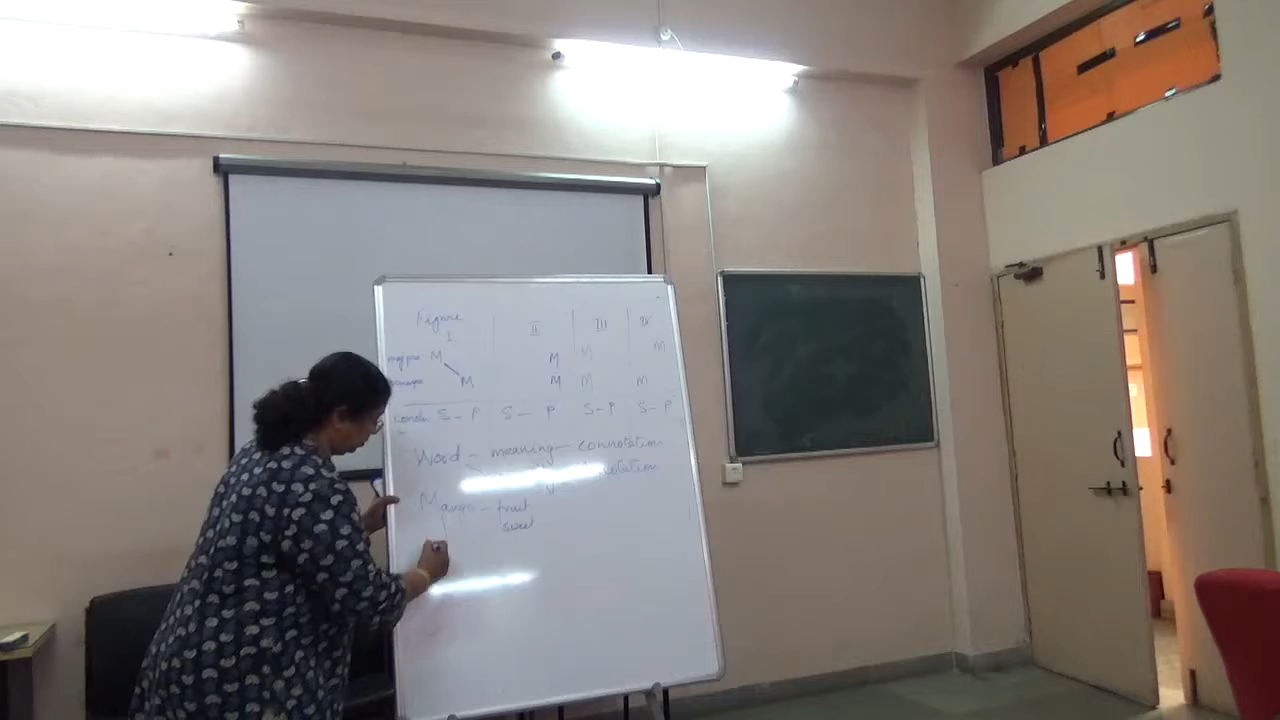 Figure
I II III IV
M M M M
M M M M
S - P S - P S - P S - P
Word - meaning - connotation
Mango - fruit
sweet